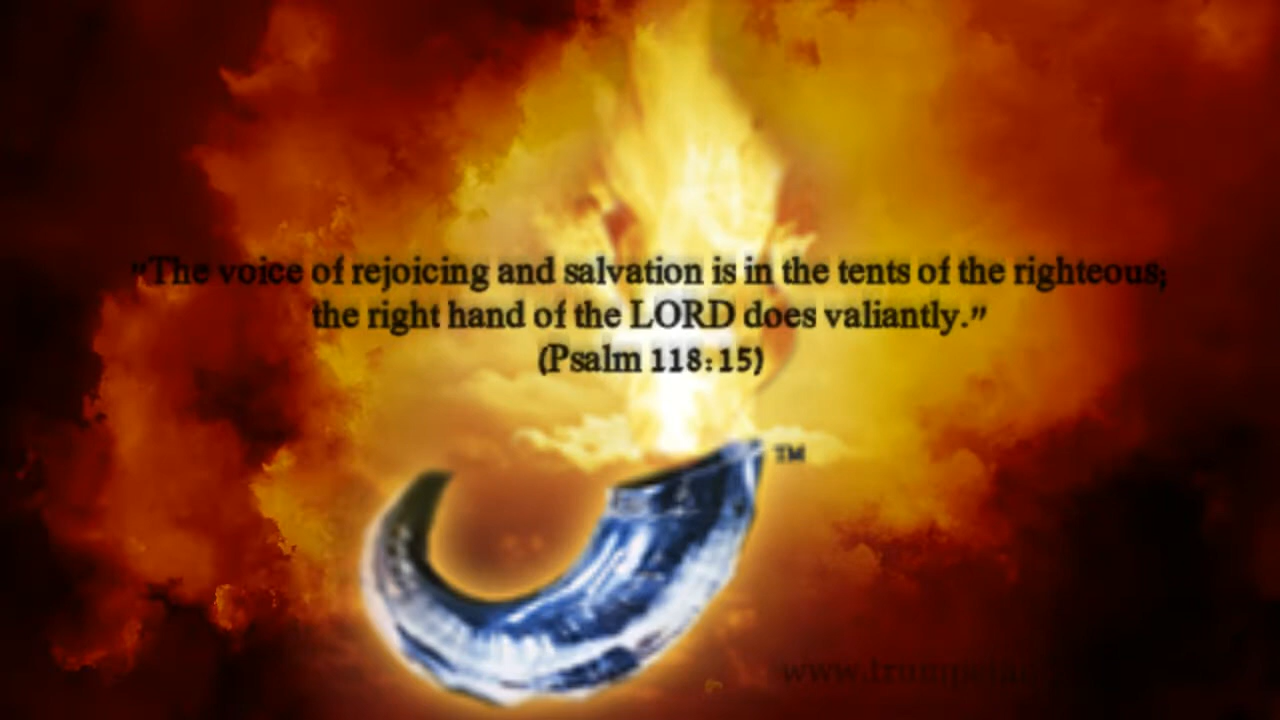 "The voice of rejoicing and salvation is in the tents of the righteous;
the right hand of the LORD does valiantly."
(Psalm 118:15)
TM